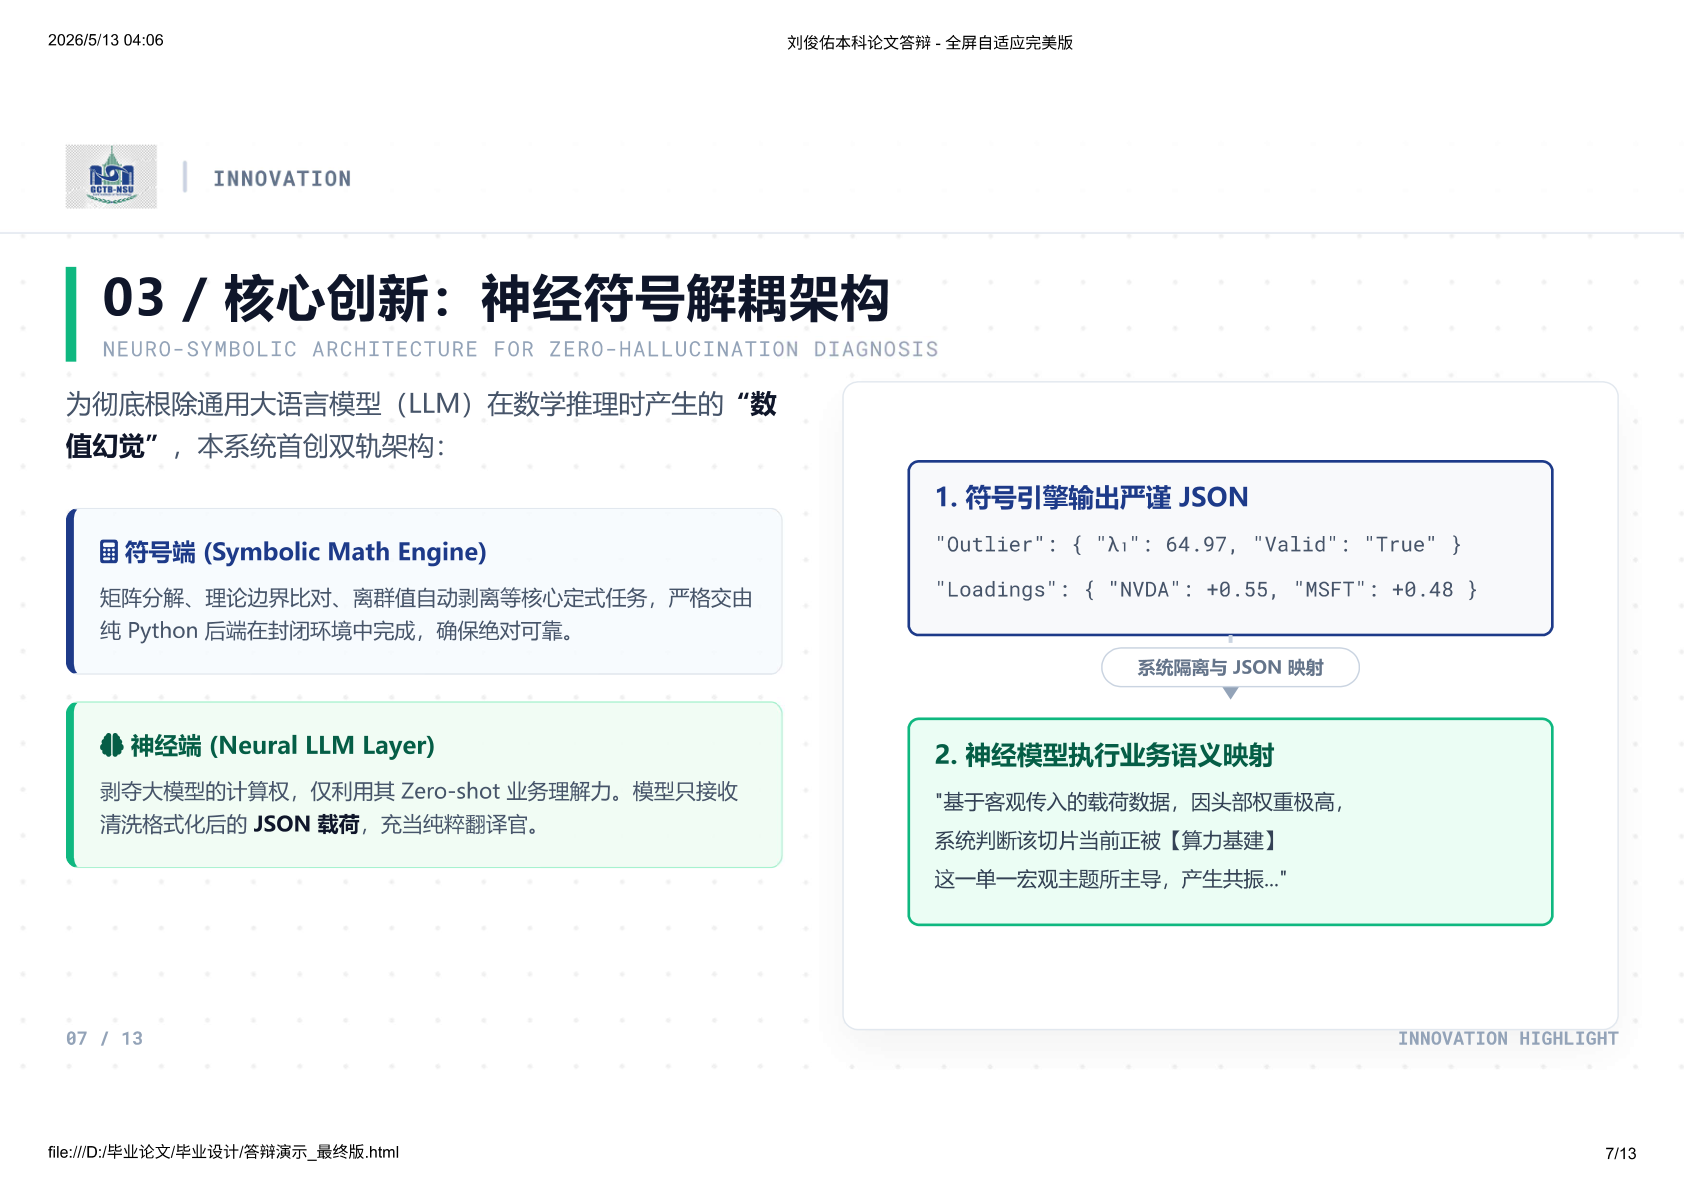 2026/5/13 04:06
刘俊佑本科论文答辩 - 全屏自适应完美版
GCTB-NSU
INNOVATION
03 / 核心创新：神经符号解耦架构
NEURO-SYMBOLIC ARCHITECTURE FOR ZERO-HALLUCINATION DIAGNOSIS
为彻底根除通用大语言模型（LLM）在数学推理时产生的“数
值幻觉”，本系统首创双轨架构：
符号端 (Symbolic Math Engine)
矩阵分解、理论边界比对、离群值自动剥离等核心定式任务，严格交由
纯 Python 后端在封闭环境中完成，确保绝对可靠。
神经端 (Neural LLM Layer)
剥夺大模型的计算权，仅利用其 Zero-shot 业务理解力。模型只接收
清洗格式化后的 JSON 载荷，充当纯粹翻译官。
1. 符号引擎输出严谨 JSON
"Outlier": { "λ₁": 64.97, "Valid": "True" }
"Loadings": { "NVDA": +0.55, "MSFT": +0.48 }
系统隔离与 JSON 映射
2. 神经模型执行业务语义映射
"基于客观传入的载荷数据，因头部权重极高，
系统判断该切片当前正被【算力基建】
这一单一宏观主题所主导，产生共振..."
07 / 13
INNOVATION HIGHLIGHT
file:///D:/毕业论文/毕业设计/答辩演示_最终版.html
7/13